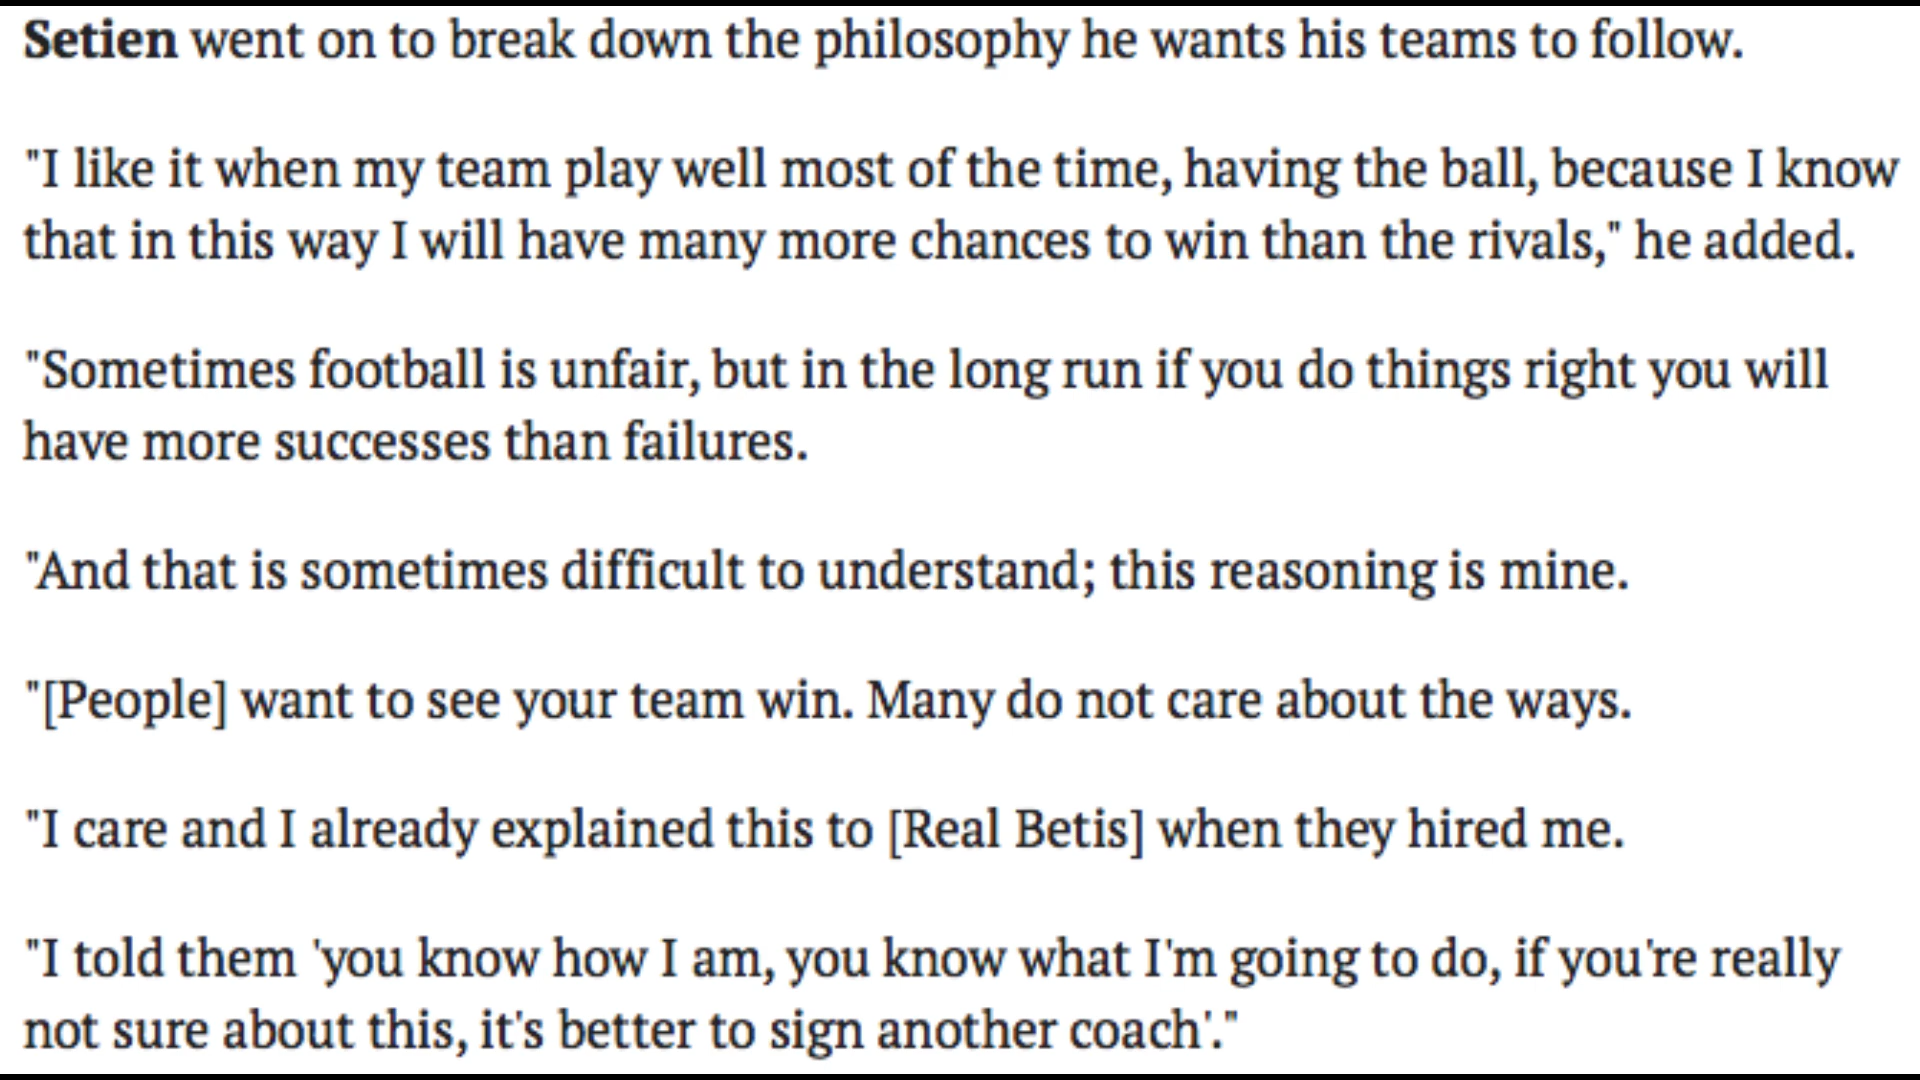 Setien went on to break down the philosophy he wants his teams to follow.
"I like it when my team play well most of the time, having the ball, because I know
that in this way I will have many more chances to win than the rivals," he added.
"Sometimes football is unfair, but in the long run if you do things right you will
have more successes than failures.
"And that is sometimes difficult to understand; this reasoning is mine.
"[People] want to see your team win. Many do not care about the ways.
"I care and I already explained this to [Real Betis] when they hired me.
"I told them 'you know how I am, you know what I'm going to do, if you're really
not sure about this, it's better to sign another coach'."